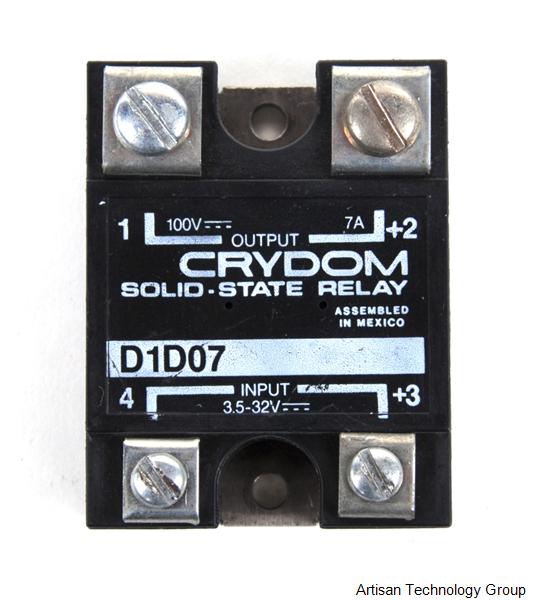 1 100V⎓ 7A +2
OUTPUT
CRYDOM
SOLID-STATE RELAY
ASSEMBLED
IN MEXICO
D1D07
4 INPUT +3
3.5-32V⎓
Artisan Technology Group